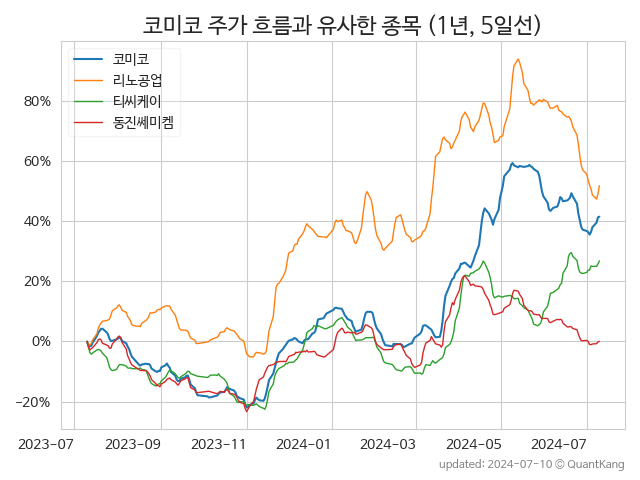 코미코 주가 흐름과 유사한 종목 (1년, 5일선)
코미코
리노공업
티씨케이
동진쎄미켐
80%
60%
40%
20%
0%
−20%
2023-07 2023-09 2023-11 2024-01 2024-03 2024-05 2024-07
updated: 2024-07-10 © QuantKang